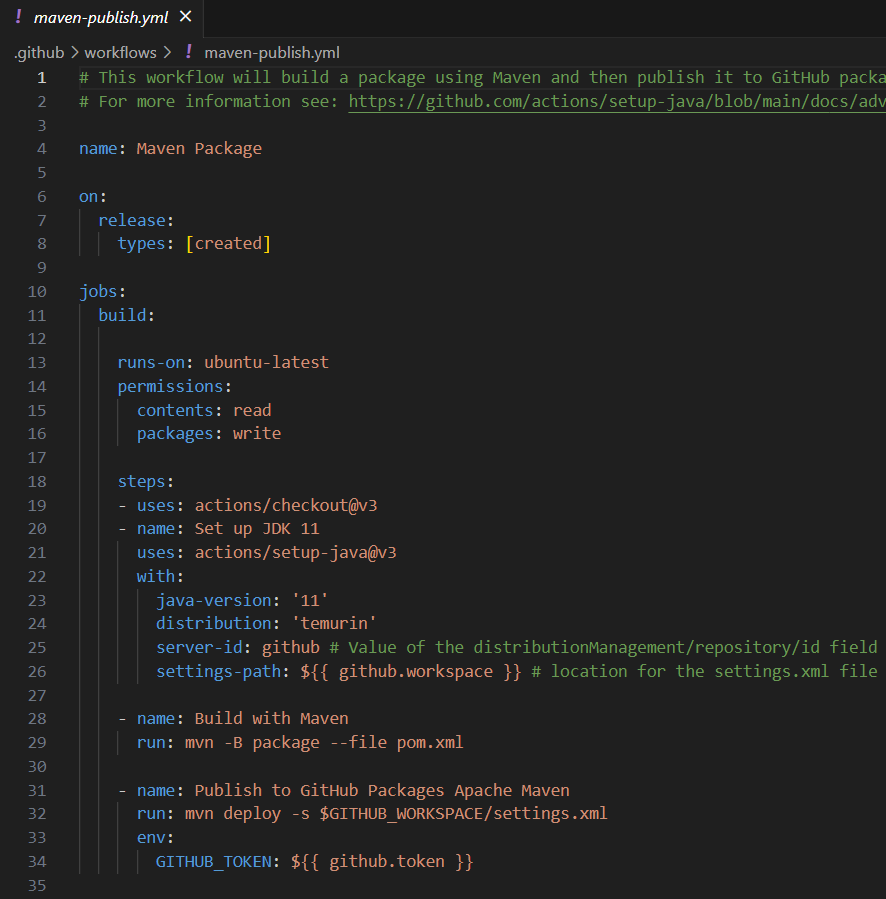 ! maven-publish.yml ×
.github > workflows > ! maven-publish.yml
1 # This workflow will build a package using Maven and then publish it to GitHub packa
2 # For more information see: https://github.com/actions/setup-java/blob/main/docs/adv
3
4 name: Maven Package
5
6 on:
7   release:
8     types: [created]
9
10 jobs:
11   build:
12
13     runs-on: ubuntu-latest
14     permissions:
15       contents: read
16       packages: write
17
18     steps:
19     - uses: actions/checkout@v3
20     - name: Set up JDK 11
21       uses: actions/setup-java@v3
22       with:
23         java-version: '11'
24         distribution: 'temurin'
25         server-id: github # Value of the distributionManagement/repository/id field
26         settings-path: ${{ github.workspace }} # location for the settings.xml file
27
28     - name: Build with Maven
29       run: mvn -B package --file pom.xml
30
31     - name: Publish to GitHub Packages Apache Maven
32       run: mvn deploy -s $GITHUB_WORKSPACE/settings.xml
33       env:
34         GITHUB_TOKEN: ${{ github.token }}
35